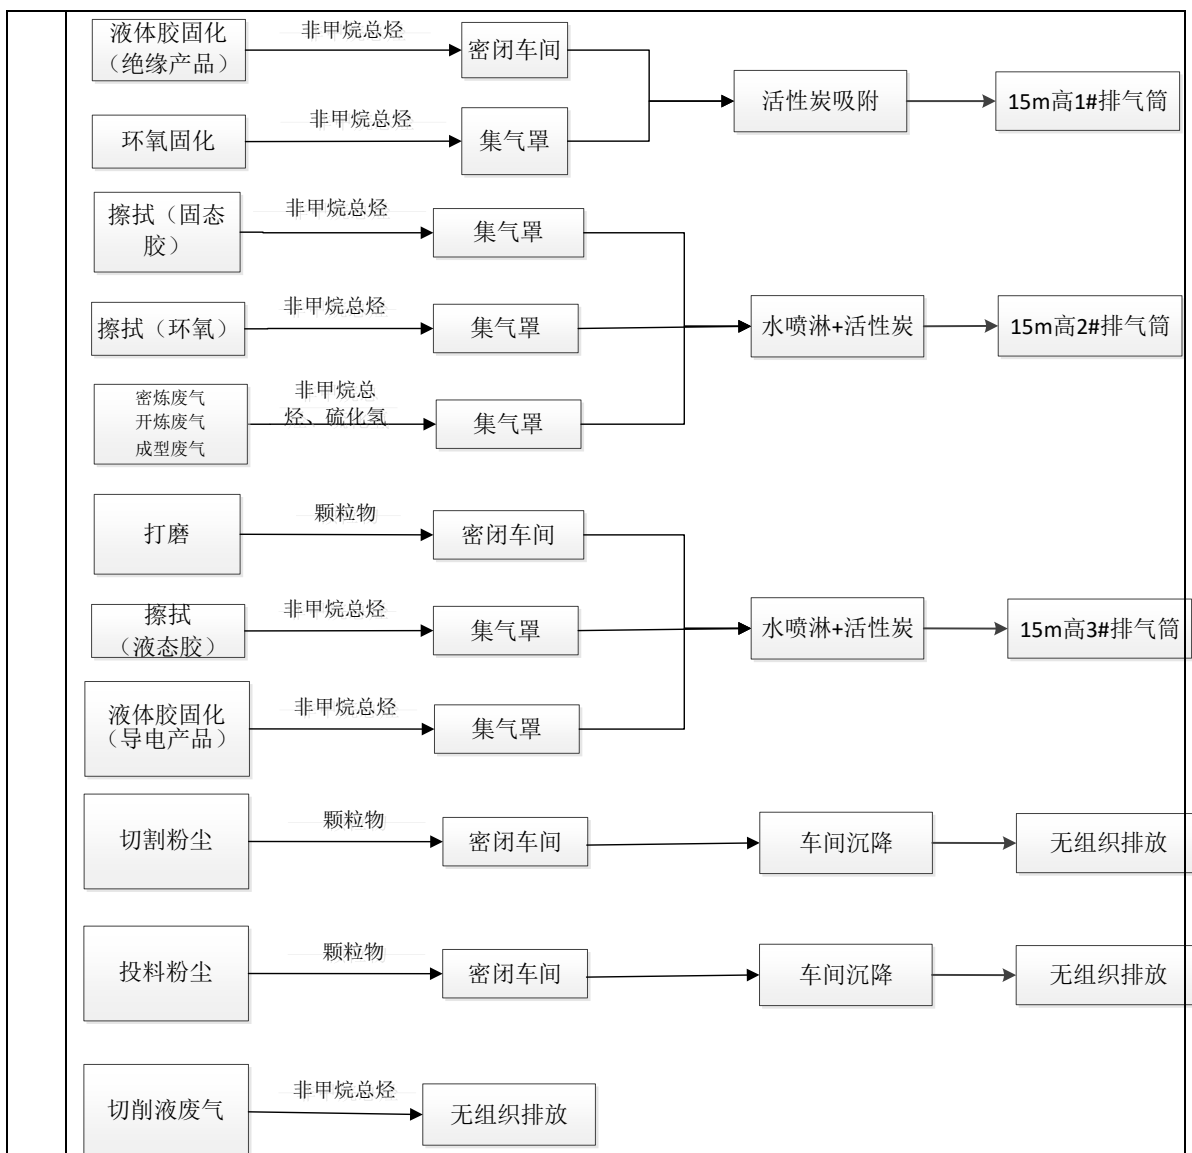 液体胶固化
（绝缘产品）
非甲烷总烃
密闭车间
活性炭吸附
15m高1#排气筒
环氧固化
非甲烷总烃
集气罩
擦拭（固态
胶）
非甲烷总烃
集气罩
擦拭（环氧）
非甲烷总烃
集气罩
水喷淋+活性炭
15m高2#排气筒
密炼废气
开炼废气
成型废气
非甲烷总
烃、硫化氢
集气罩
打磨
颗粒物
密闭车间
擦拭
（液态胶）
非甲烷总烃
集气罩
水喷淋+活性炭
15m高3#排气筒
液体胶固化
（导电产品）
非甲烷总烃
集气罩
切割粉尘
颗粒物
密闭车间
车间沉降
无组织排放
投料粉尘
颗粒物
密闭车间
车间沉降
无组织排放
切削液废气
非甲烷总烃
无组织排放